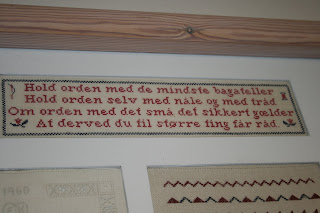 Hold orden med de mindste bagateller
Hold orden selv med nåle og med tråd
Om orden med det små det sikkert gælder
At derved du til større ting får råd.
1960